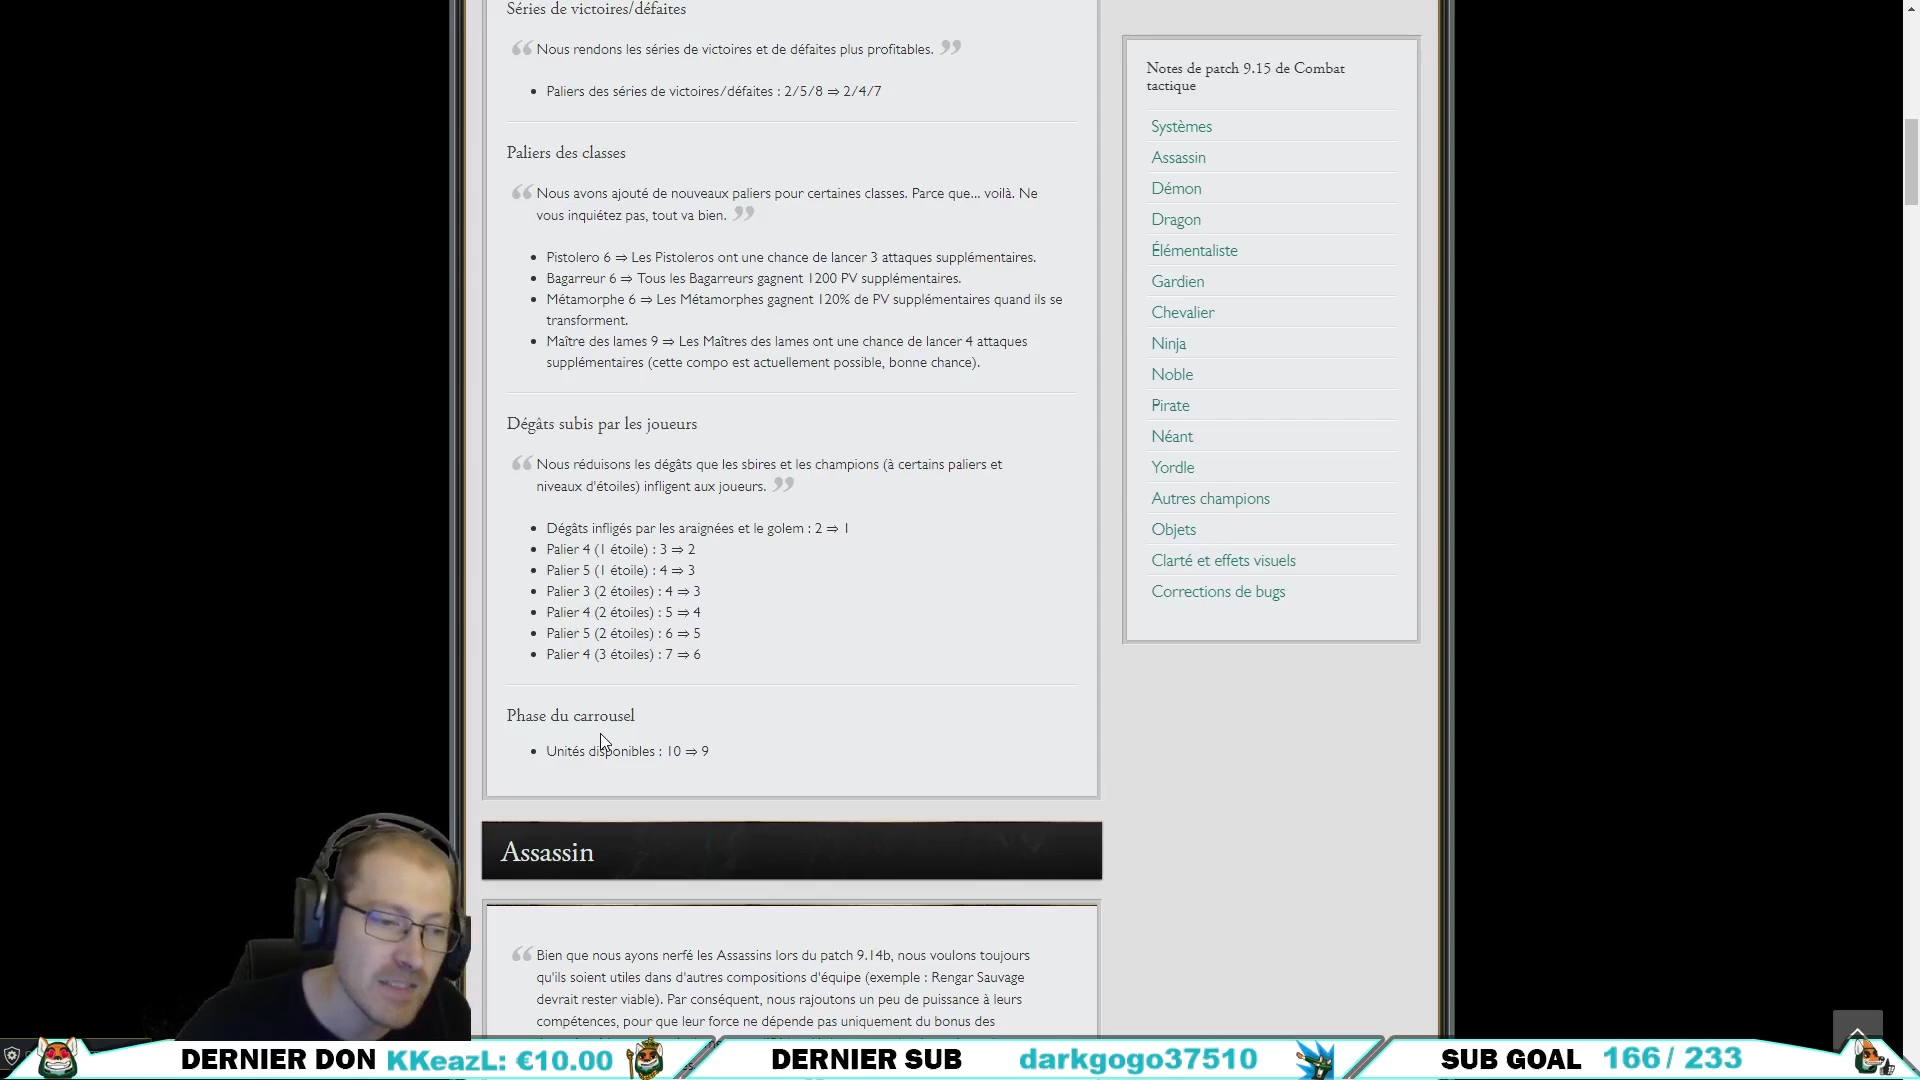 Séries de victoires/défaites
Nous rendons les séries de victoires et de défaites plus profitables.
Paliers des séries de victoires/défaites : 2/5/8 ⇒ 2/4/7
Paliers des classes
Nous avons ajouté de nouveaux paliers pour certaines classes. Parce que... voilà. Ne
vous inquiétez pas, tout va bien.
Pistolero 6 ⇒ Les Pistoleros ont une chance de lancer 3 attaques supplémentaires.
Bagarreur 6 ⇒ Tous les Bagarreurs gagnent 1200 PV supplémentaires.
Métamorphe 6 ⇒ Les Métamorphes gagnent 120% de PV supplémentaires quand ils se
transforment.
Maître des lames 9 ⇒ Les Maîtres des lames ont une chance de lancer 4 attaques
supplémentaires (cette compo est actuellement possible, bonne chance).
Dégâts subis par les joueurs
Nous réduisons les dégâts que les sbires et les champions (à certains paliers et
niveaux d'étoiles) infligent aux joueurs.
Dégâts infligés par les araignées et le golem : 2 ⇒ 1
Palier 4 (1 étoile) : 3 ⇒ 2
Palier 5 (1 étoile) : 4 ⇒ 3
Palier 3 (2 étoiles) : 4 ⇒ 3
Palier 4 (2 étoiles) : 5 ⇒ 4
Palier 5 (2 étoiles) : 6 ⇒ 5
Palier 4 (3 étoiles) : 7 ⇒ 6
Phase du carrousel
Unités disponibles : 10 ⇒ 9
Assassin
Bien que nous ayons nerfé les Assassins lors du patch 9.14b, nous voulons toujours
qu'ils soient utiles dans d'autres compositions d'équipe (exemple : Rengar Sauvage
devrait rester viable). Par conséquent, nous rajoutons un peu de puissance à leurs
compétences, pour que leur force ne dépende pas uniquement du bonus des
Notes de patch 9.15 de Combat
tactique
Systèmes
Assassin
Démon
Dragon
Élémentaliste
Gardien
Chevalier
Ninja
Noble
Pirate
Néant
Yordle
Autres champions
Objets
Clarté et effets visuels
Corrections de bugs
DERNIER DON KKeazL: €10.00
DERNIER SUB darkgogo37510
SUB GOAL 166 / 233